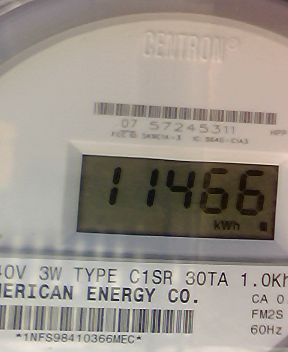 CENTRON®
07 57245311
11466
kWh
40V 3W TYPE C1SR 30TA 1.0Kh
MERICAN ENERGY CO.
CA 0.
FM2S
60Hz
*1NFS98410366MEC*